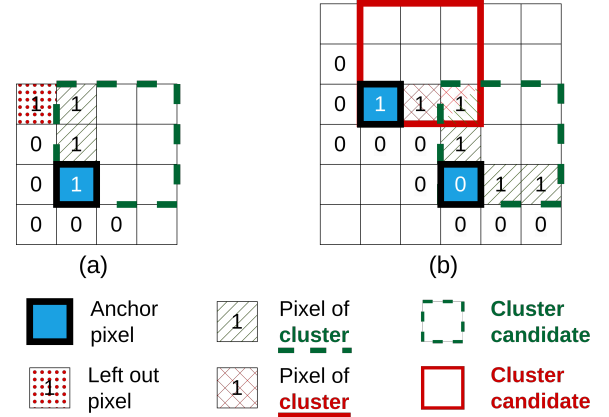 1 1
0 1
0 1
0 0 0
(a)
0
0 1 1 1
0 0 0 1
0 0 1 1
0 0 0
(b)
Anchor
pixel
1
Pixel of
cluster
Cluster
candidate
1
Left out
pixel
1
Pixel of
cluster
Cluster
candidate